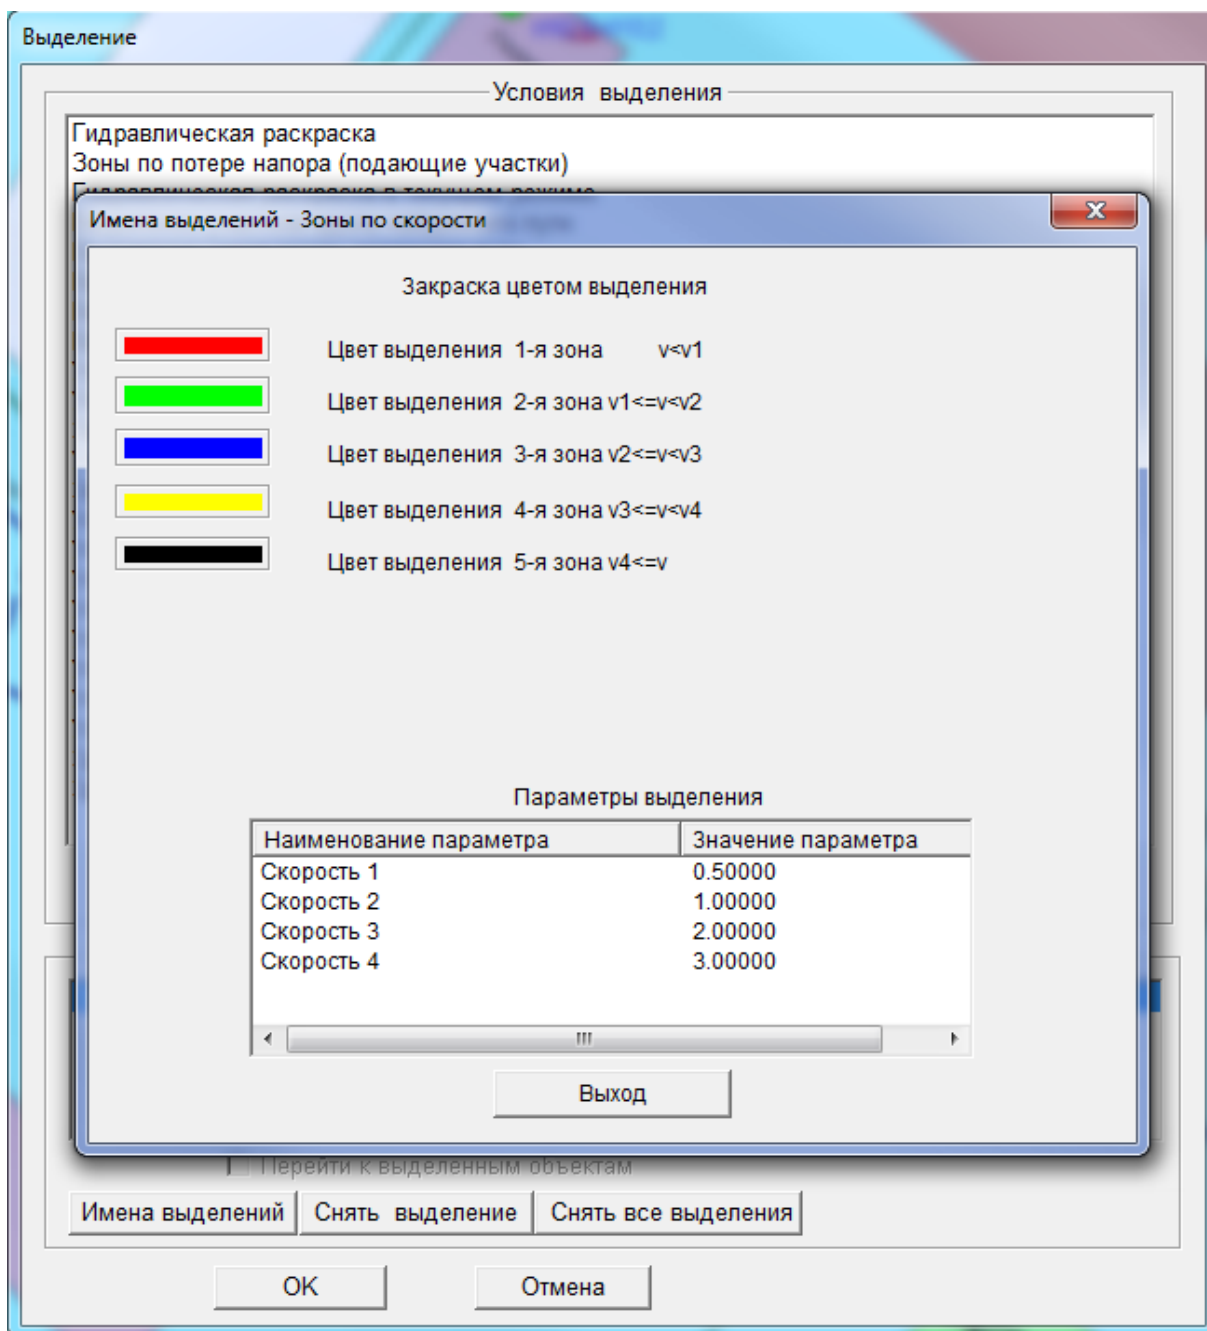 Выделение
Условия выделения
Гидравлическая раскраска
Зоны по потере напора (подающие участки)
Гидравлическая раскраска в текущем режиме
Имена выделений - Зоны по скорости
Закраска цветом выделения
Цвет выделения 1-я зона v<v1
Цвет выделения 2-я зона v1<=v<v2
Цвет выделения 3-я зона v2<=v<v3
Цвет выделения 4-я зона v3<=v<v4
Цвет выделения 5-я зона v4<=v
Параметры выделения
Наименование параметра Значение параметра
Скорость 1 0.50000
Скорость 2 1.00000
Скорость 3 2.00000
Скорость 4 3.00000
Выход
Перейти к выделенным объектам
Имена выделений Снять выделение Снять все выделения
OK Отмена